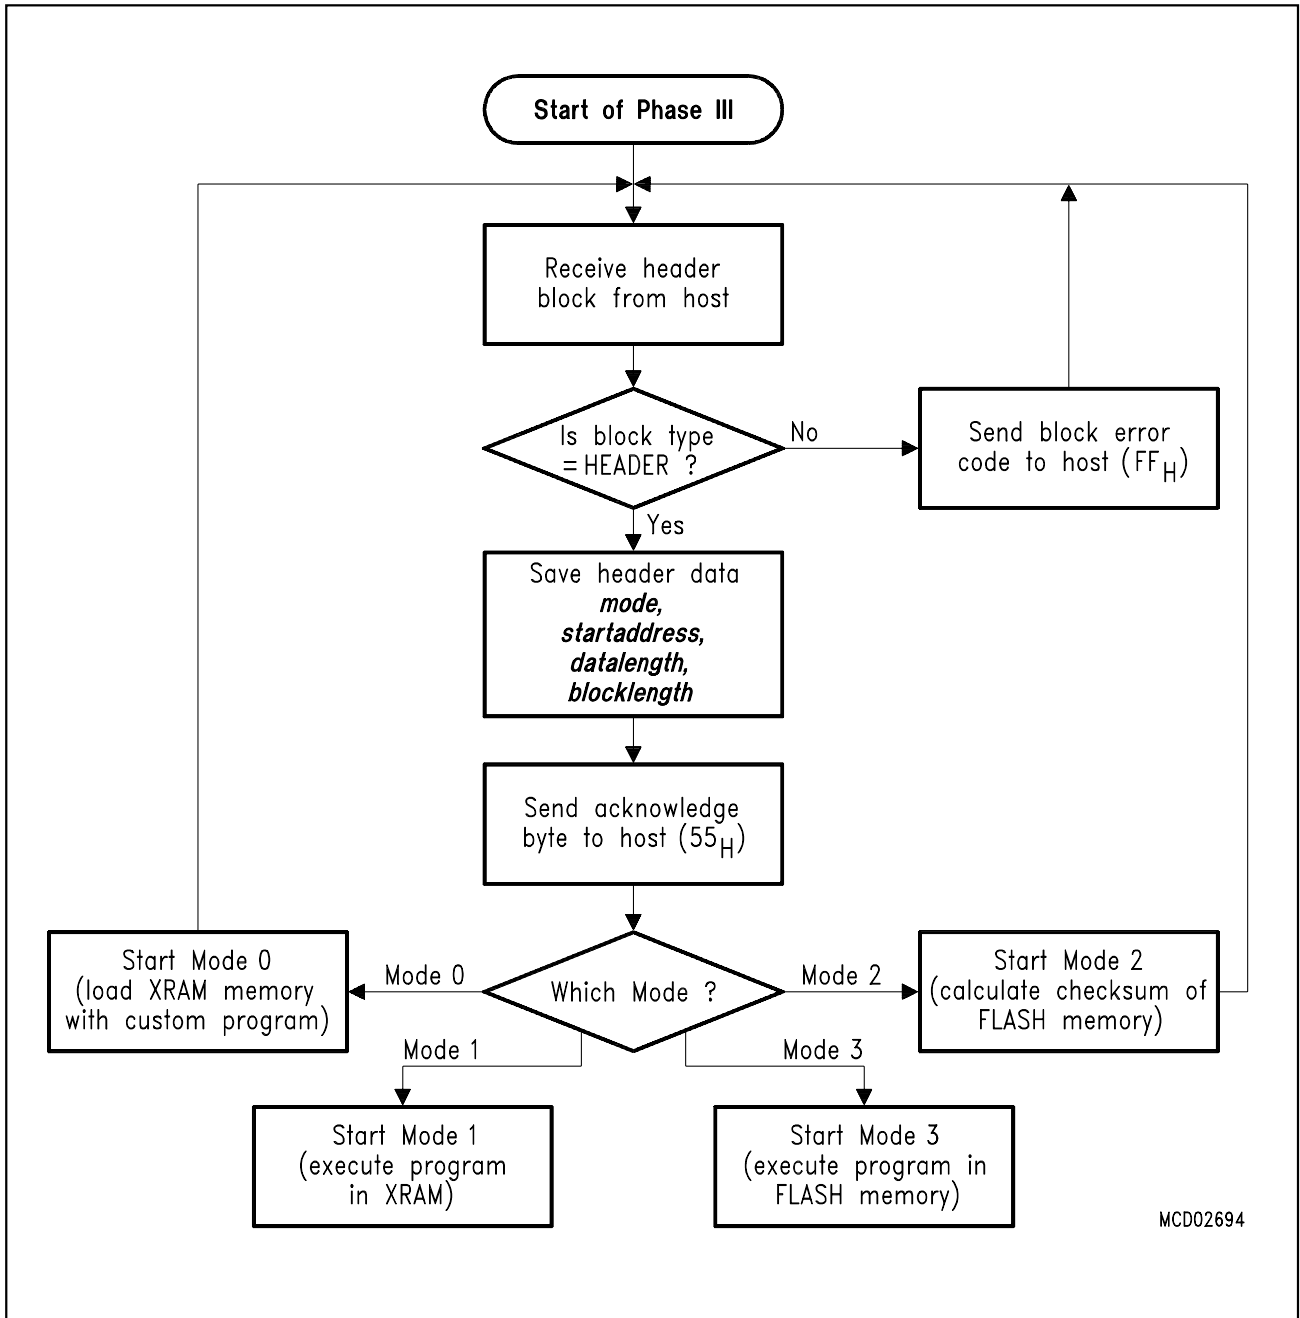 Start of Phase III
Receive header
block from host
Is block type
=HEADER ?
No
Send block error
code to host (FFH)
Yes
Save header data
mode,
startaddress,
datalength,
blocklength
Send acknowledge
byte to host (55H)
Which Mode ?
Mode 0
Start Mode 0
(load XRAM memory
with custom program)
Mode 2
Start Mode 2
(calculate checksum of
FLASH memory)
Mode 1
Start Mode 1
(execute program
in XRAM)
Mode 3
Start Mode 3
(execute program in
FLASH memory)
MCD02694